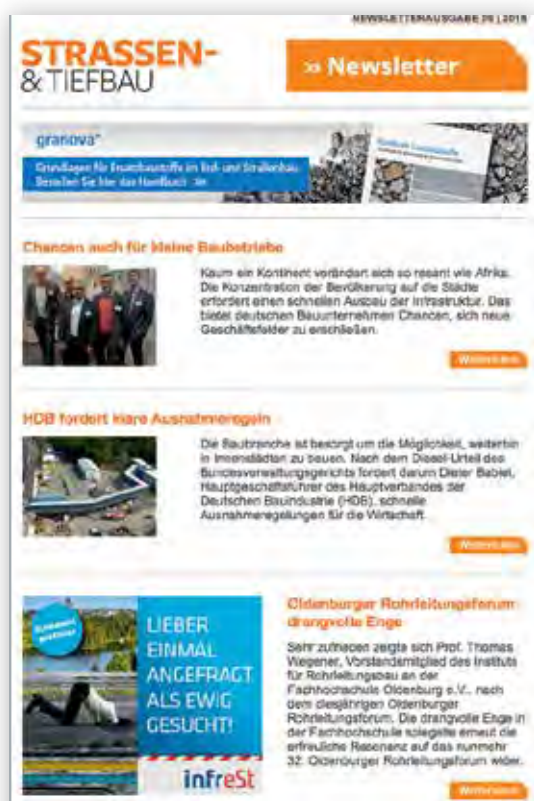 NEWSLETTERAUSGABE 05 | 2018
STRASSEN-
& TIEFBAU
» Newsletter
granova®
Grundlagen für Ersatzbaustoffe im Erd- und Straßenbau.
Bestellen Sie hier das Handbuch >>
Chancen auch für kleine Baubetriebe
Kaum ein Kontinent verändert sich so rasant wie Afrika.
Die Konzentration der Bevölkerung auf die Städte
erfordert einen schnellen Ausbau der Infrastruktur. Das
bietet deutschen Bauunternehmen Chancen, sich neue
Geschäftsfelder zu erschließen.
Weiterlesen
HDB fordert klare Ausnahmeregeln
Die Baubranche ist besorgt um die Möglichkeit, weiterhin
in Innenstädten zu bauen. Nach dem Diesel-Urteil des
Bundesverwaltungsgerichts fordert darum Dieter Babiel,
Hauptgeschäftsführer des Hauptverbandes der
Deutschen Bauindustrie (HDB), schnelle
Ausnahmeregelungen für die Wirtschaft.
Weiterlesen
LIEBER
EINMAL
ANGEFRAGT
ALS EWIG
GESUCHT!
infreSt
Oldenburger Rohrleitungsforum:
drangvolle Enge
Sehr zufrieden zeigte sich Prof. Thomas
Wegener, Vorstandsmitglied des Instituts
für Rohrleitungsbau an der
Fachhochschule Oldenburg e.V., nach
dem diesjährigen Oldenburger
Rohrleitungsforum. Die drangvolle Enge in
der Fachhochschule spiegelte erneut die
erfreuliche Resonanz auf das nunmehr
32. Oldenburger Rohrleitungsforum wider.
Weiterlesen